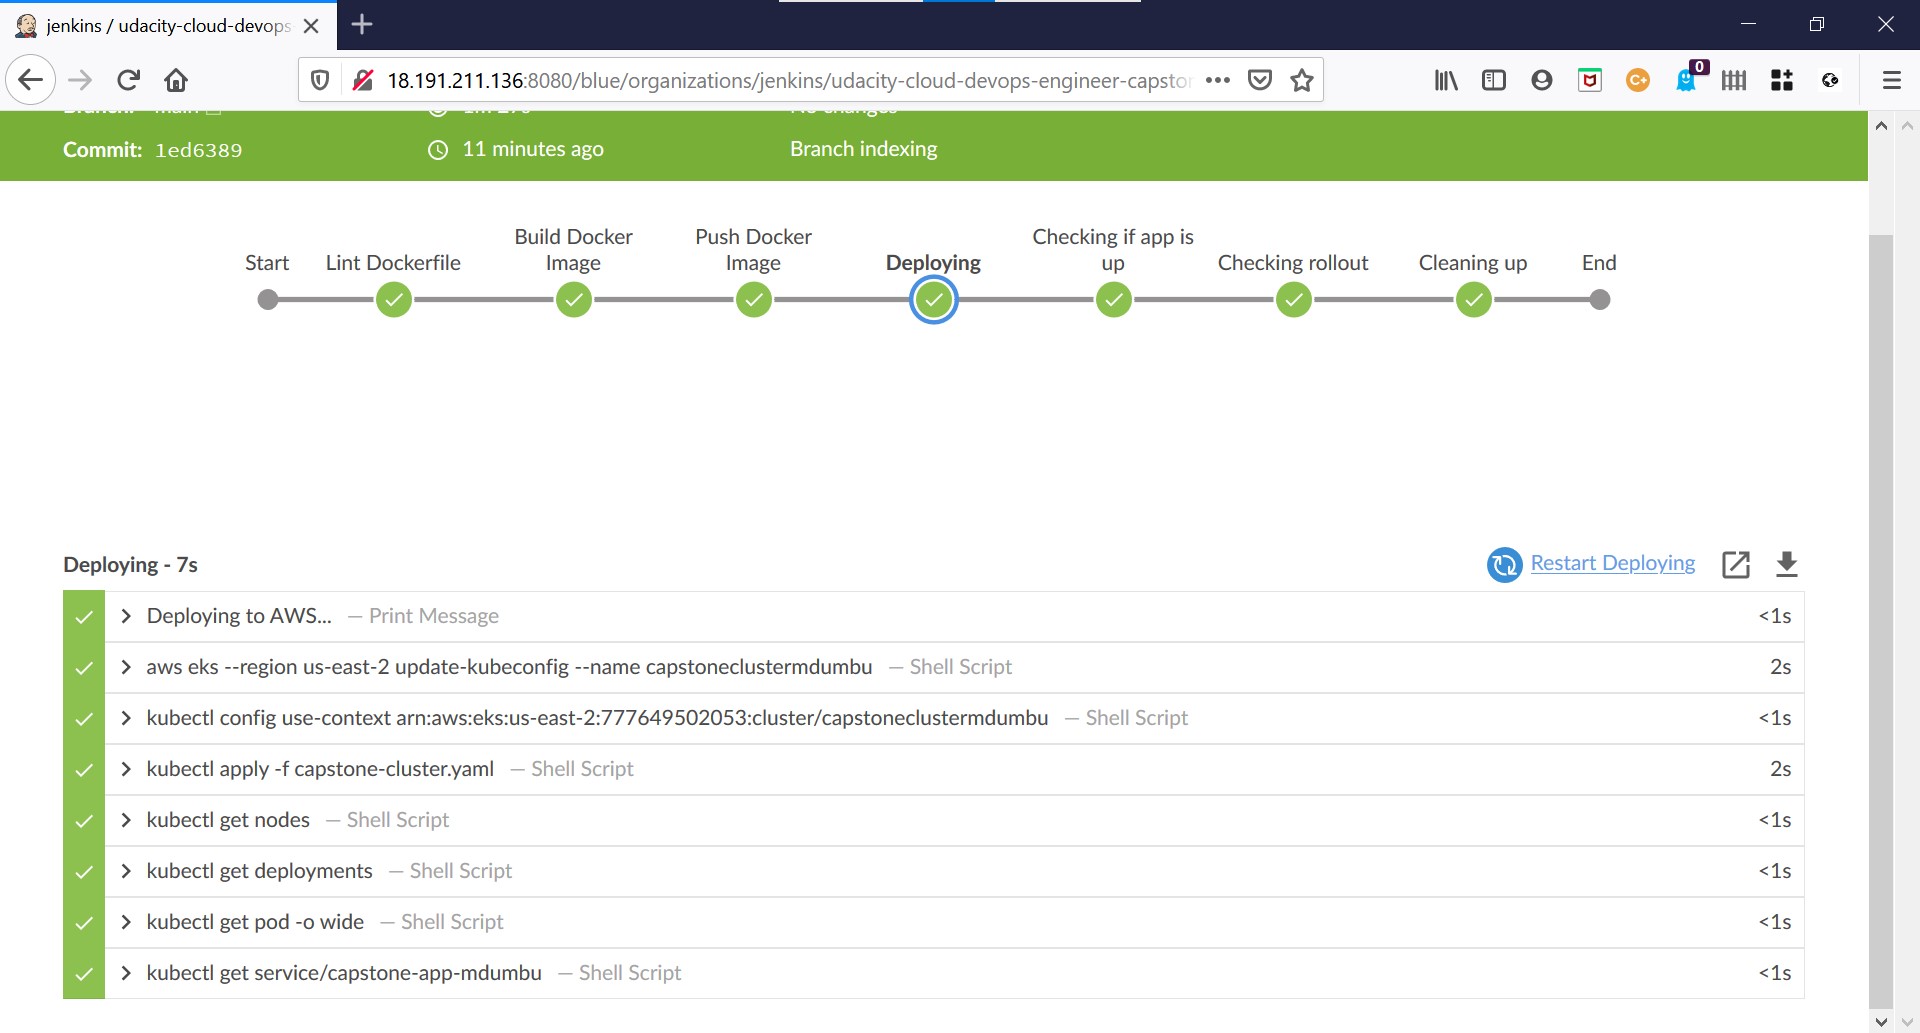 jenkins / udacity-cloud-devops
18.191.211.136:8080/blue/organizations/jenkins/udacity-cloud-devops-engineer-capsto
0
Commit: 1ed6389
11 minutes ago
Branch indexing
Start
Lint Dockerfile
Build Docker
Image
Push Docker
Image
Deploying
Checking if app is
up
Checking rollout
Cleaning up
End
Deploying - 7s
Restart Deploying
Deploying to AWS... — Print Message <1s
aws eks --region us-east-2 update-kubeconfig --name capstoneclustermdumbu — Shell Script 2s
kubectl config use-context arn:aws:eks:us-east-2:777649502053:cluster/capstoneclustermdumbu — Shell Script <1s
kubectl apply -f capstone-cluster.yaml — Shell Script 2s
kubectl get nodes — Shell Script <1s
kubectl get deployments — Shell Script <1s
kubectl get pod -o wide — Shell Script <1s
kubectl get service/capstone-app-mdumbu — Shell Script <1s